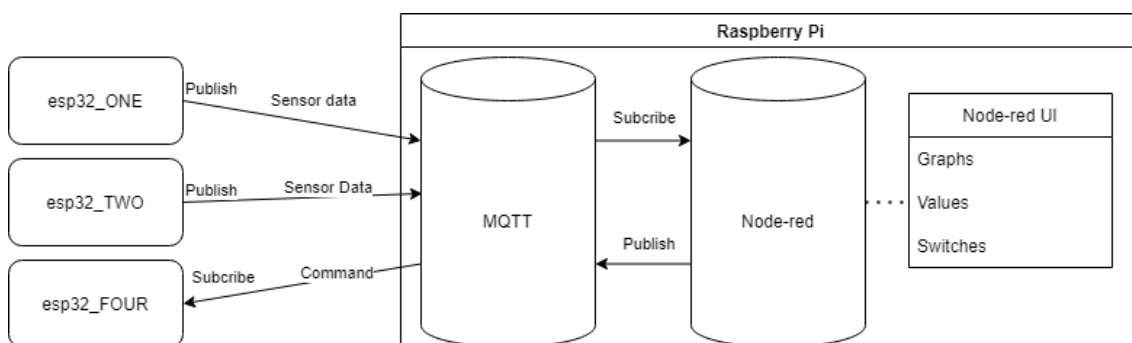 Raspberry Pi
esp32_ONE
Publish
Sensor data
esp32_TWO
Publish
Sensor Data
esp32_FOUR
Subcribe
Command
MQTT
Subcribe
Publish
Node-red
Node-red UI
Graphs
Values
Switches